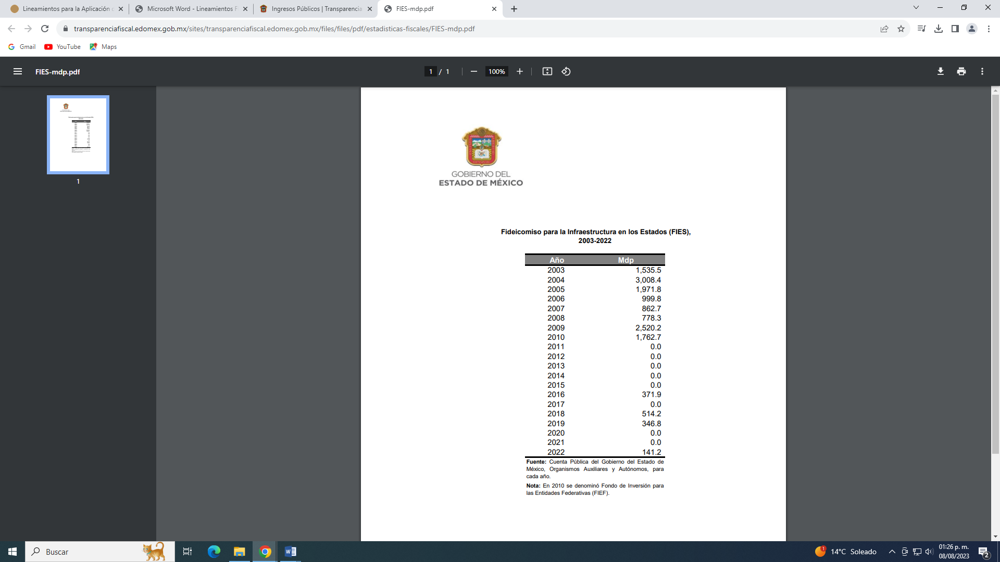 Lineamientos para la Aplicación
Microsoft Word - Lineamientos F
Ingresos Públicos | Transparencia
FIES-mdp.pdf
transparenciafiscal.edomex.gob.mx/sites/transparenciafiscal.edomex.gob.mx/files/files/pdf/estadisticas-fiscales/FIES-mdp.pdf
Gmail YouTube Maps
FIES-mdp.pdf 1 / 1 100%
1
GOBIERNO DEL
ESTADO DE MÉXICO
Fideicomiso para la Infraestructura en los Estados (FIES),
2003-2022
Año Mdp
2003 1,535.5
2004 3,008.4
2005 1,971.8
2006 999.8
2007 862.7
2008 778.3
2009 2,520.2
2010 1,762.7
2011 0.0
2012 0.0
2013 0.0
2014 0.0
2015 0.0
2016 371.9
2017 0.0
2018 514.2
2019 346.8
2020 0.0
2021 0.0
2022 141.2
Fuente: Cuenta Pública del Gobierno del Estado de
México, Organismos Auxiliares y Autónomos, para
cada año.
Nota: En 2010 se denominó Fondo de Inversión para
las Entidades Federativas (FIEF).
Buscar
1
14°C Soleado
01:26 p. m.
08/08/2023
2